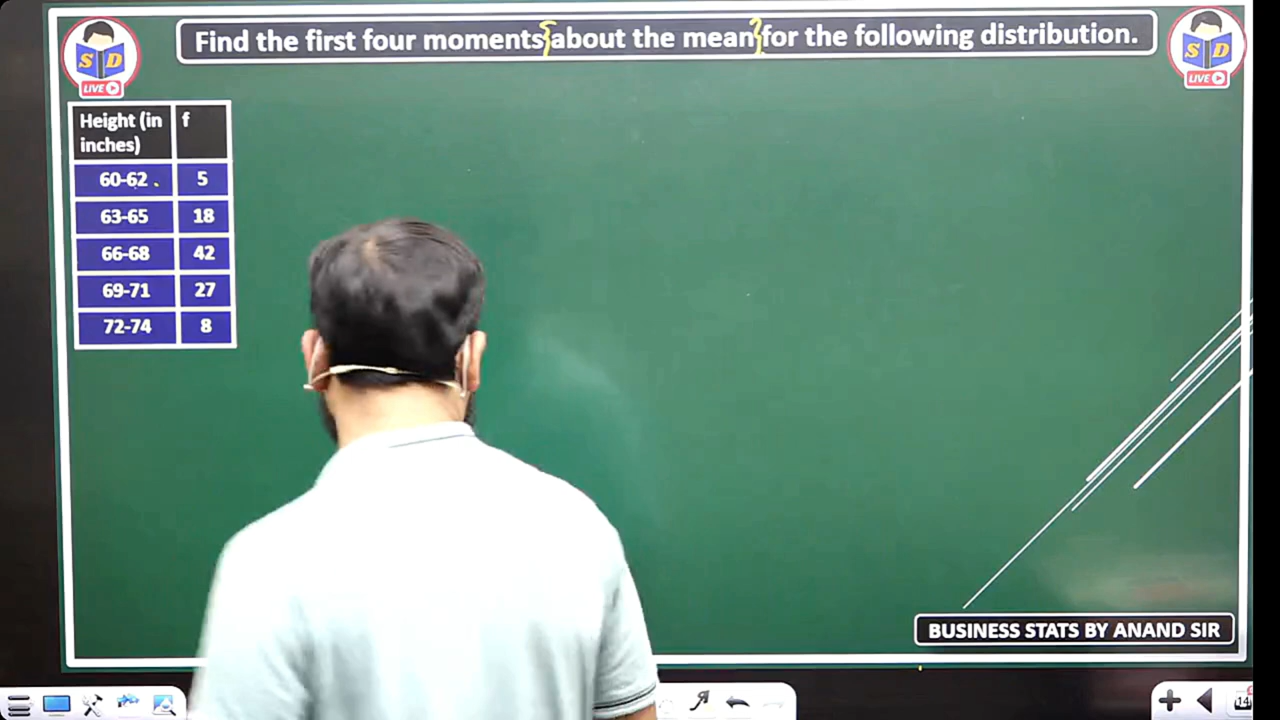 Find the first four moments about the mean for the following distribution.
S D
LIVE
S D
LIVE
Height (in inches) f
60-62 5
63-65 18
66-68 42
69-71 27
72-74 8
BUSINESS STATS BY ANAND SIR
14